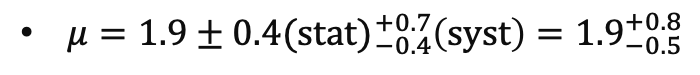 • μ = 1.9 ± 0.4(stat) +0.7 −0.4 (syst) = 1.9 +0.8 −0.5